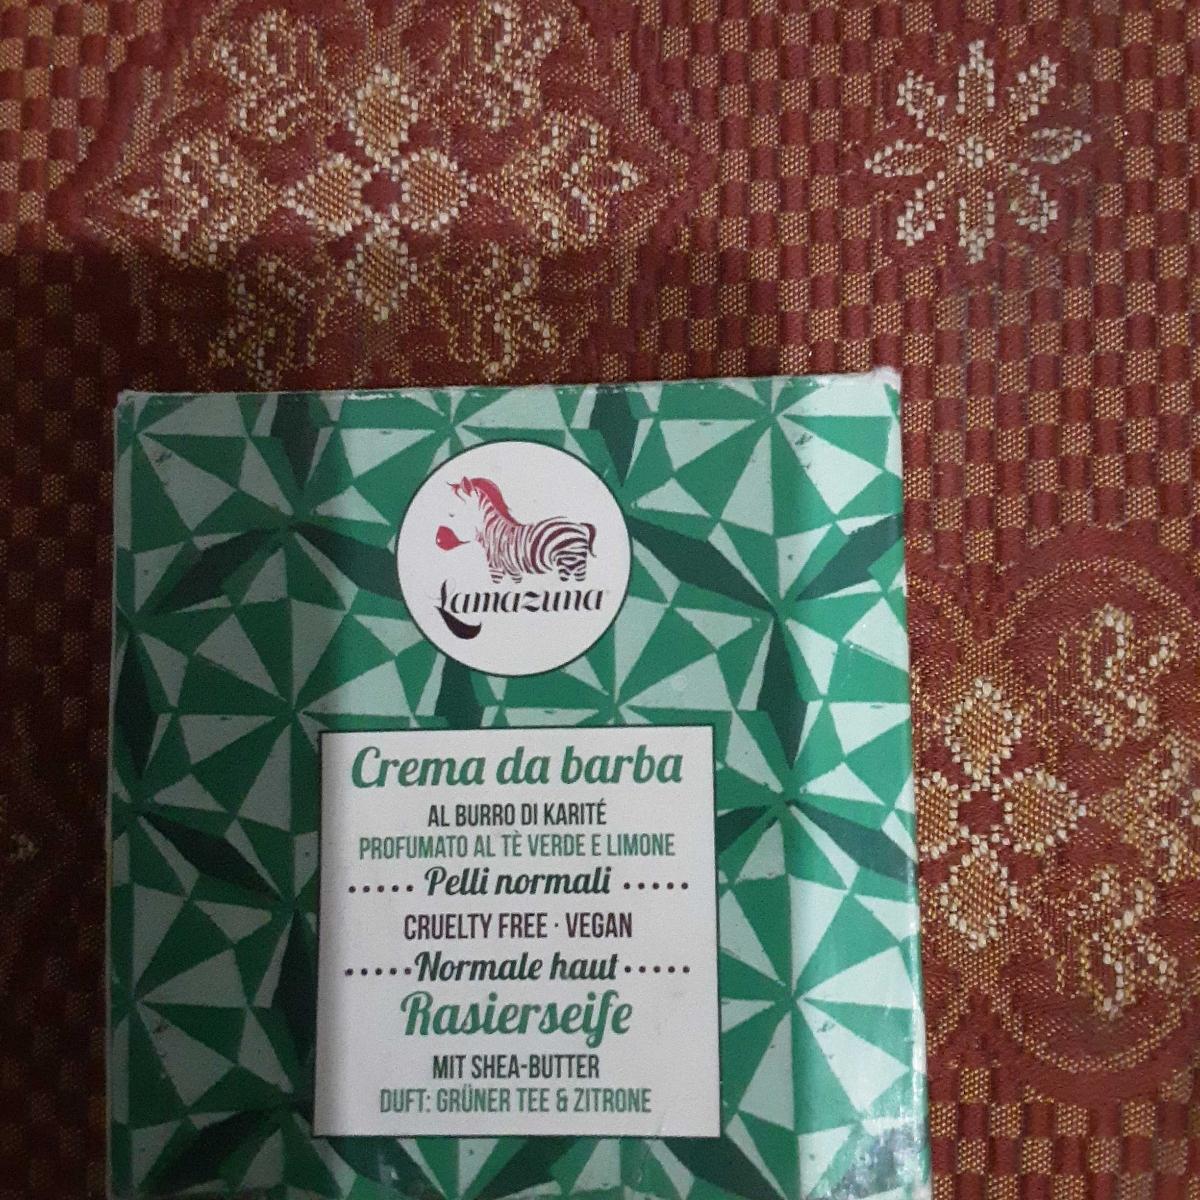 Lamazuna
Crema da barba
AL BURRO DI KARITÉ
PROFUMATO AL TÈ VERDE E LIMONE
..... Pelli normali .....
CRUELTY FREE · VEGAN
.....Normale haut.....
Rasierseife
MIT SHEA-BUTTER
DUFT: GRÜNER TEE & ZITRONE